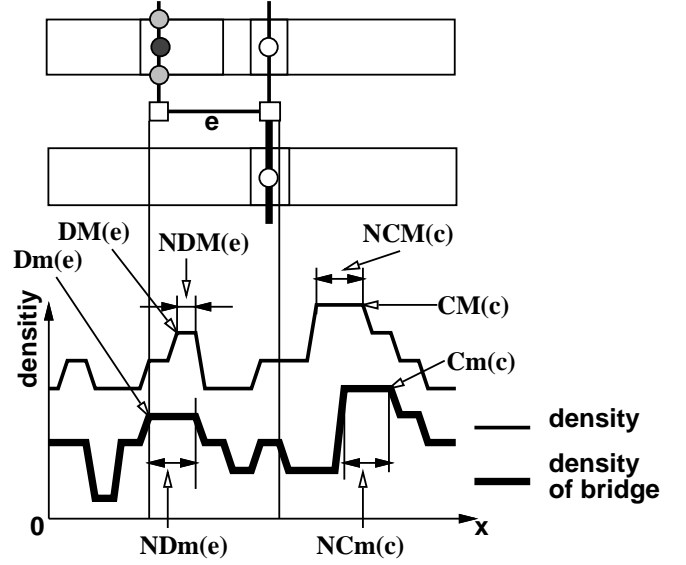 e
DM(e)
NDM(e)
NCM(c)
Dm(e)
CM(c)
Cm(c)
densitiy
density
density
of bridge
0
x
NDm(e)
NCm(c)